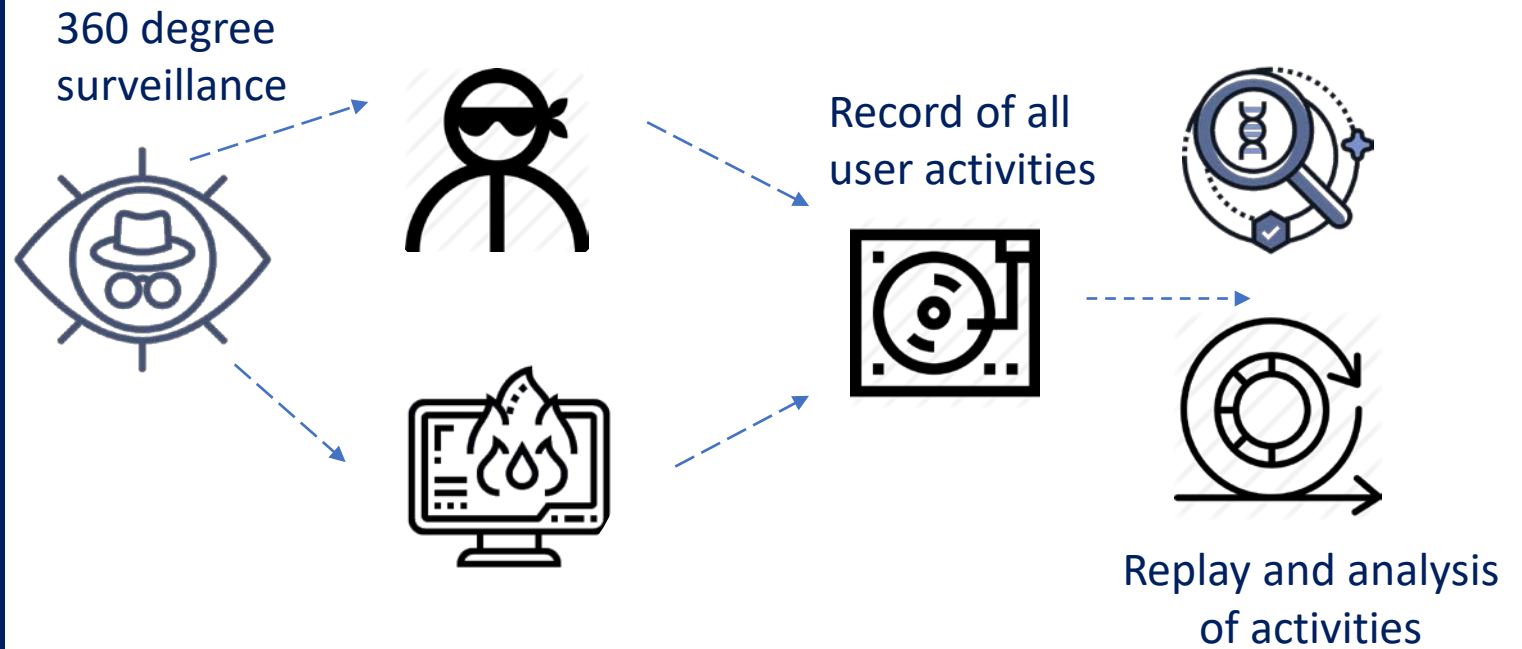 360 degree
surveillance
Record of all
user activities
Replay and analysis
of activities